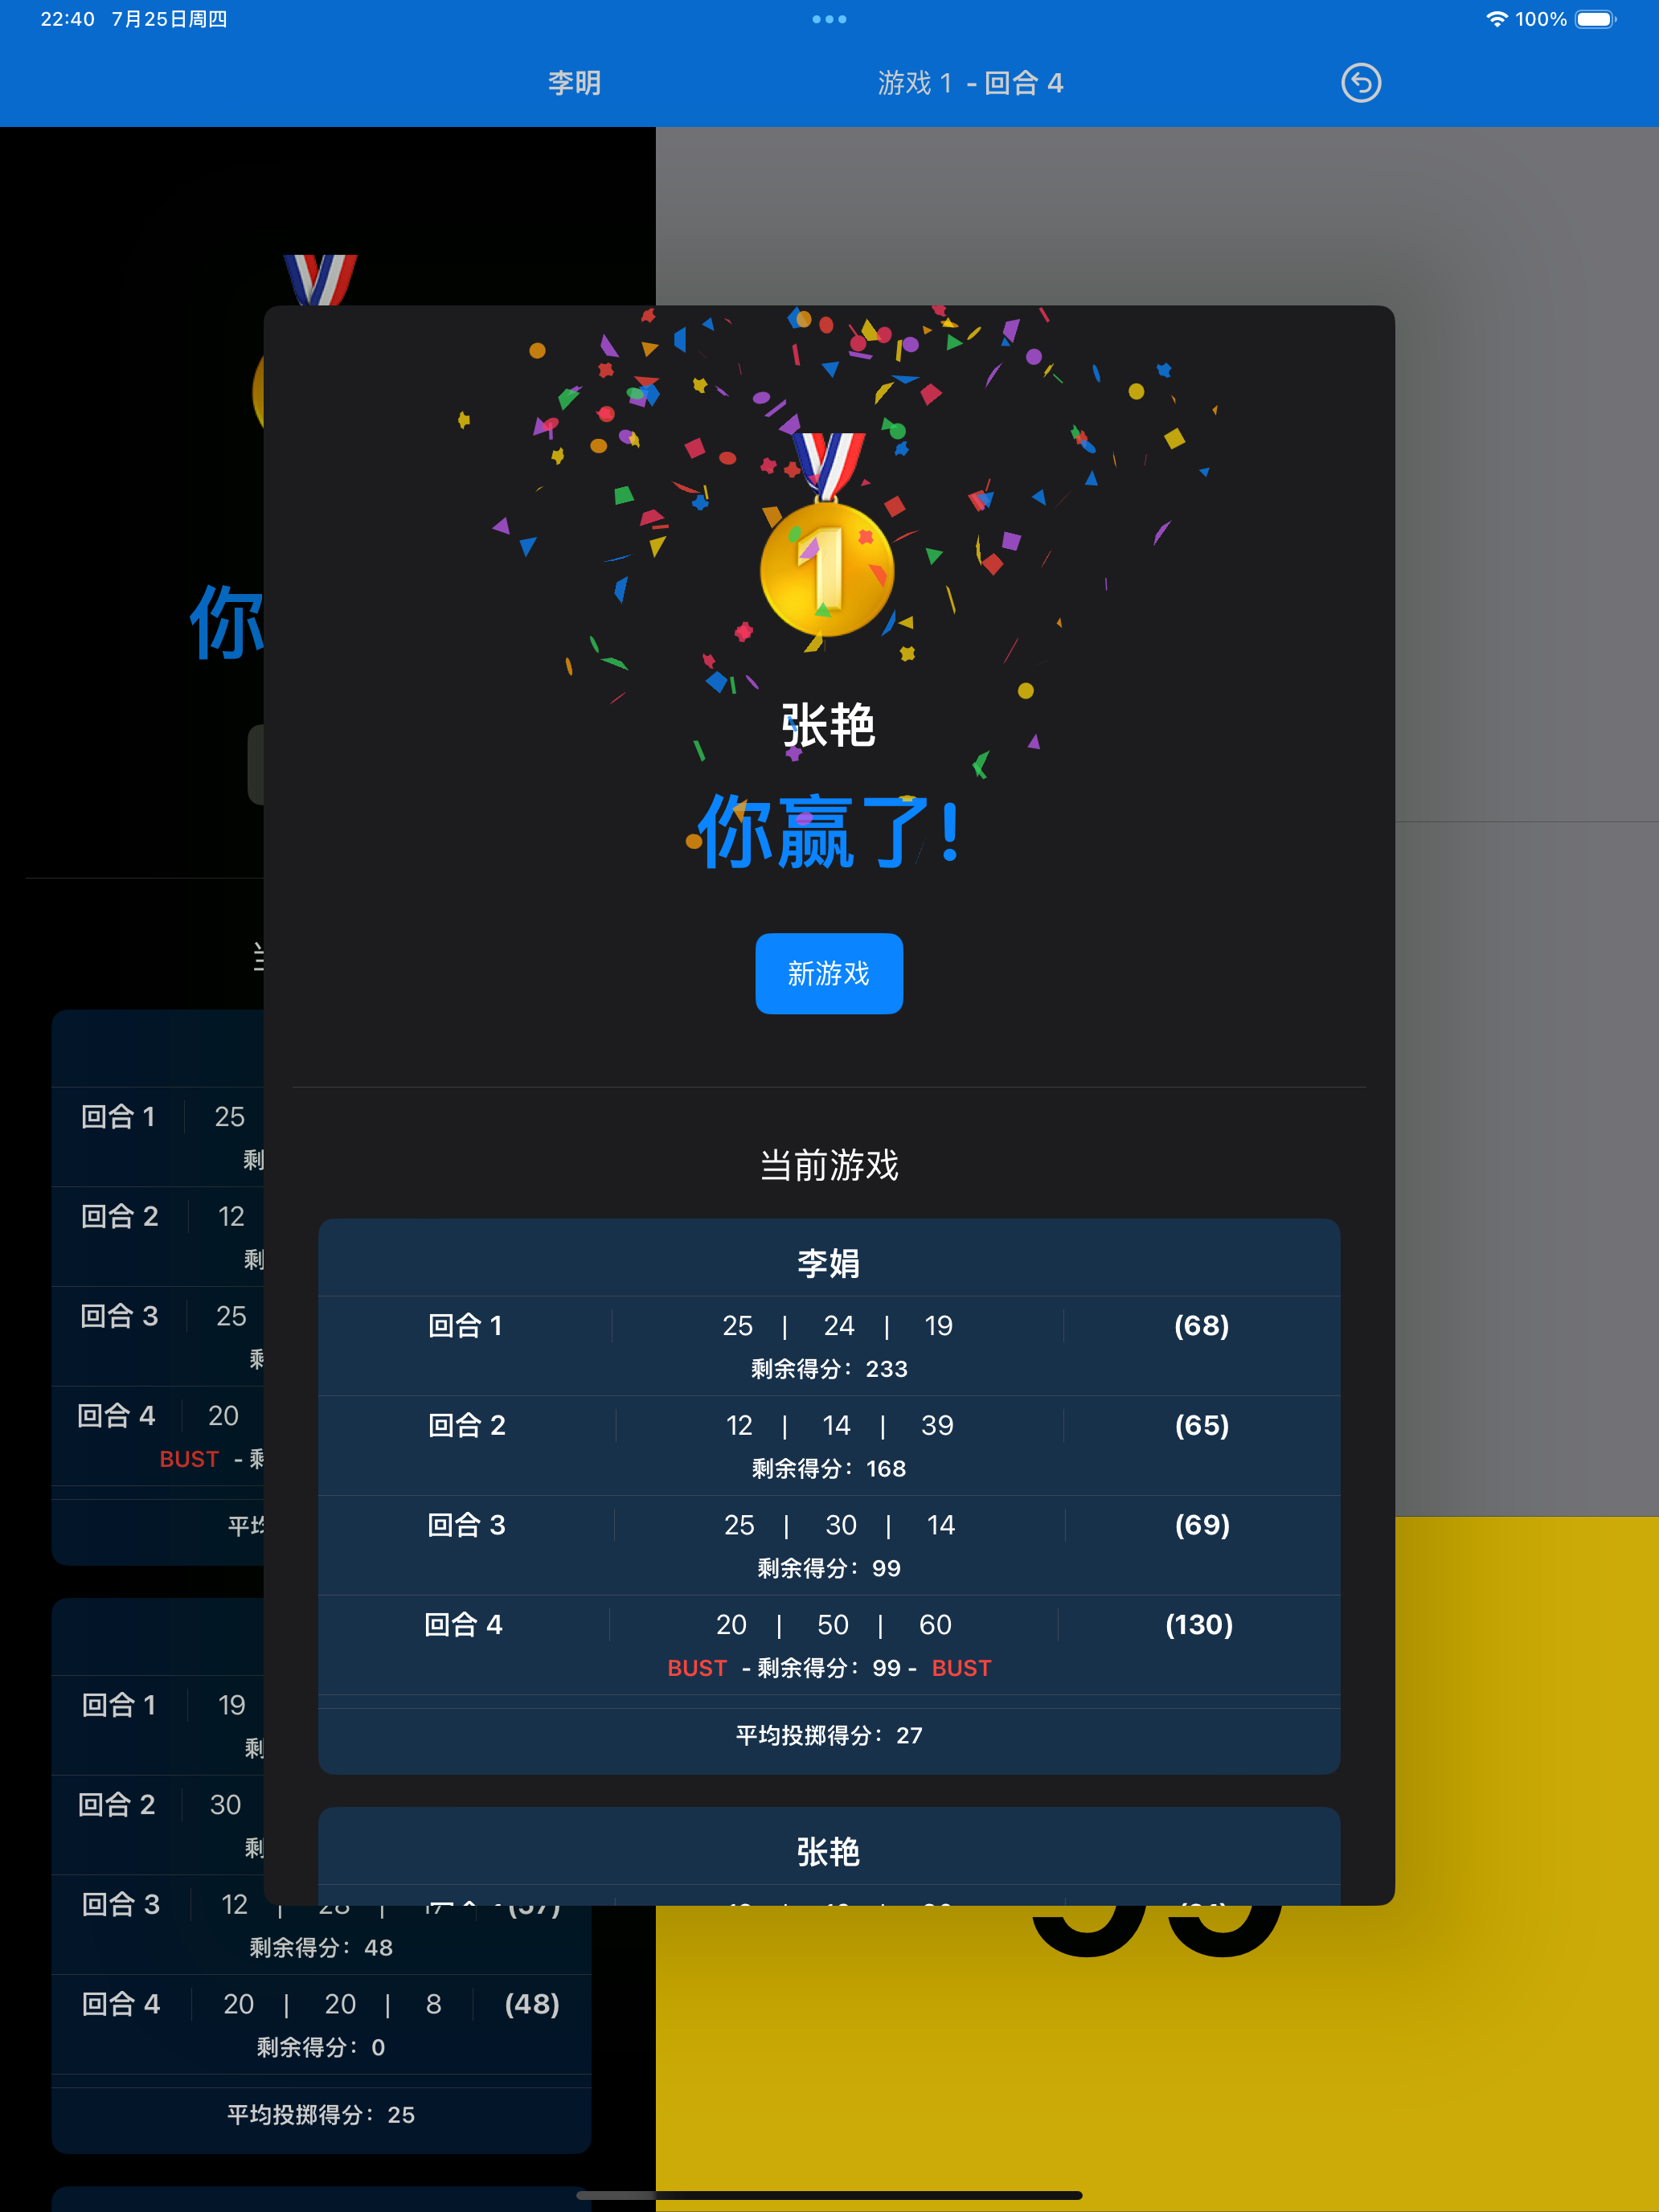 22:40 7月25日周四
100%
李明
游戏 1 - 回合 4
你赢了!
张艳
新游戏
当前游戏
李娟
回合 1 25 | 24 | 19 (68)
剩余得分: 233
回合 2 12 | 14 | 39 (65)
剩余得分: 168
回合 3 25 | 30 | 14 (69)
剩余得分: 99
回合 4 20 | 50 | 60 (130)
BUST - 剩余得分: 99 - BUST
平均投掷得分: 27
张艳
你
回合 1 25
剩
回合 2 12
剩
回合 3 25
剩
回合 4 20
BUST - 剩
平均
回合 1 19
剩
回合 2 30
剩
回合 3 12 | 28 | 17 (57)
剩余得分: 48
回合 4 20 | 20 | 8 (48)
剩余得分: 0
平均投掷得分: 25